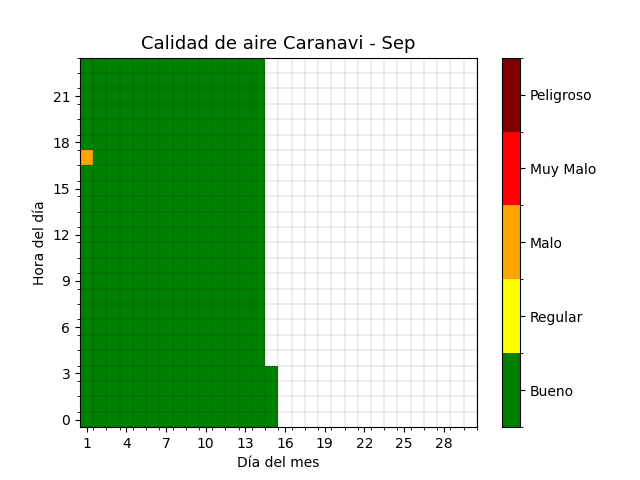 Calidad de aire Caranavi - Sep
Hora del día
21
18
15
12
9
6
3
0
1 4 7 10 13 16 19 22 25 28
Día del mes
Peligroso
Muy Malo
Malo
Regular
Bueno